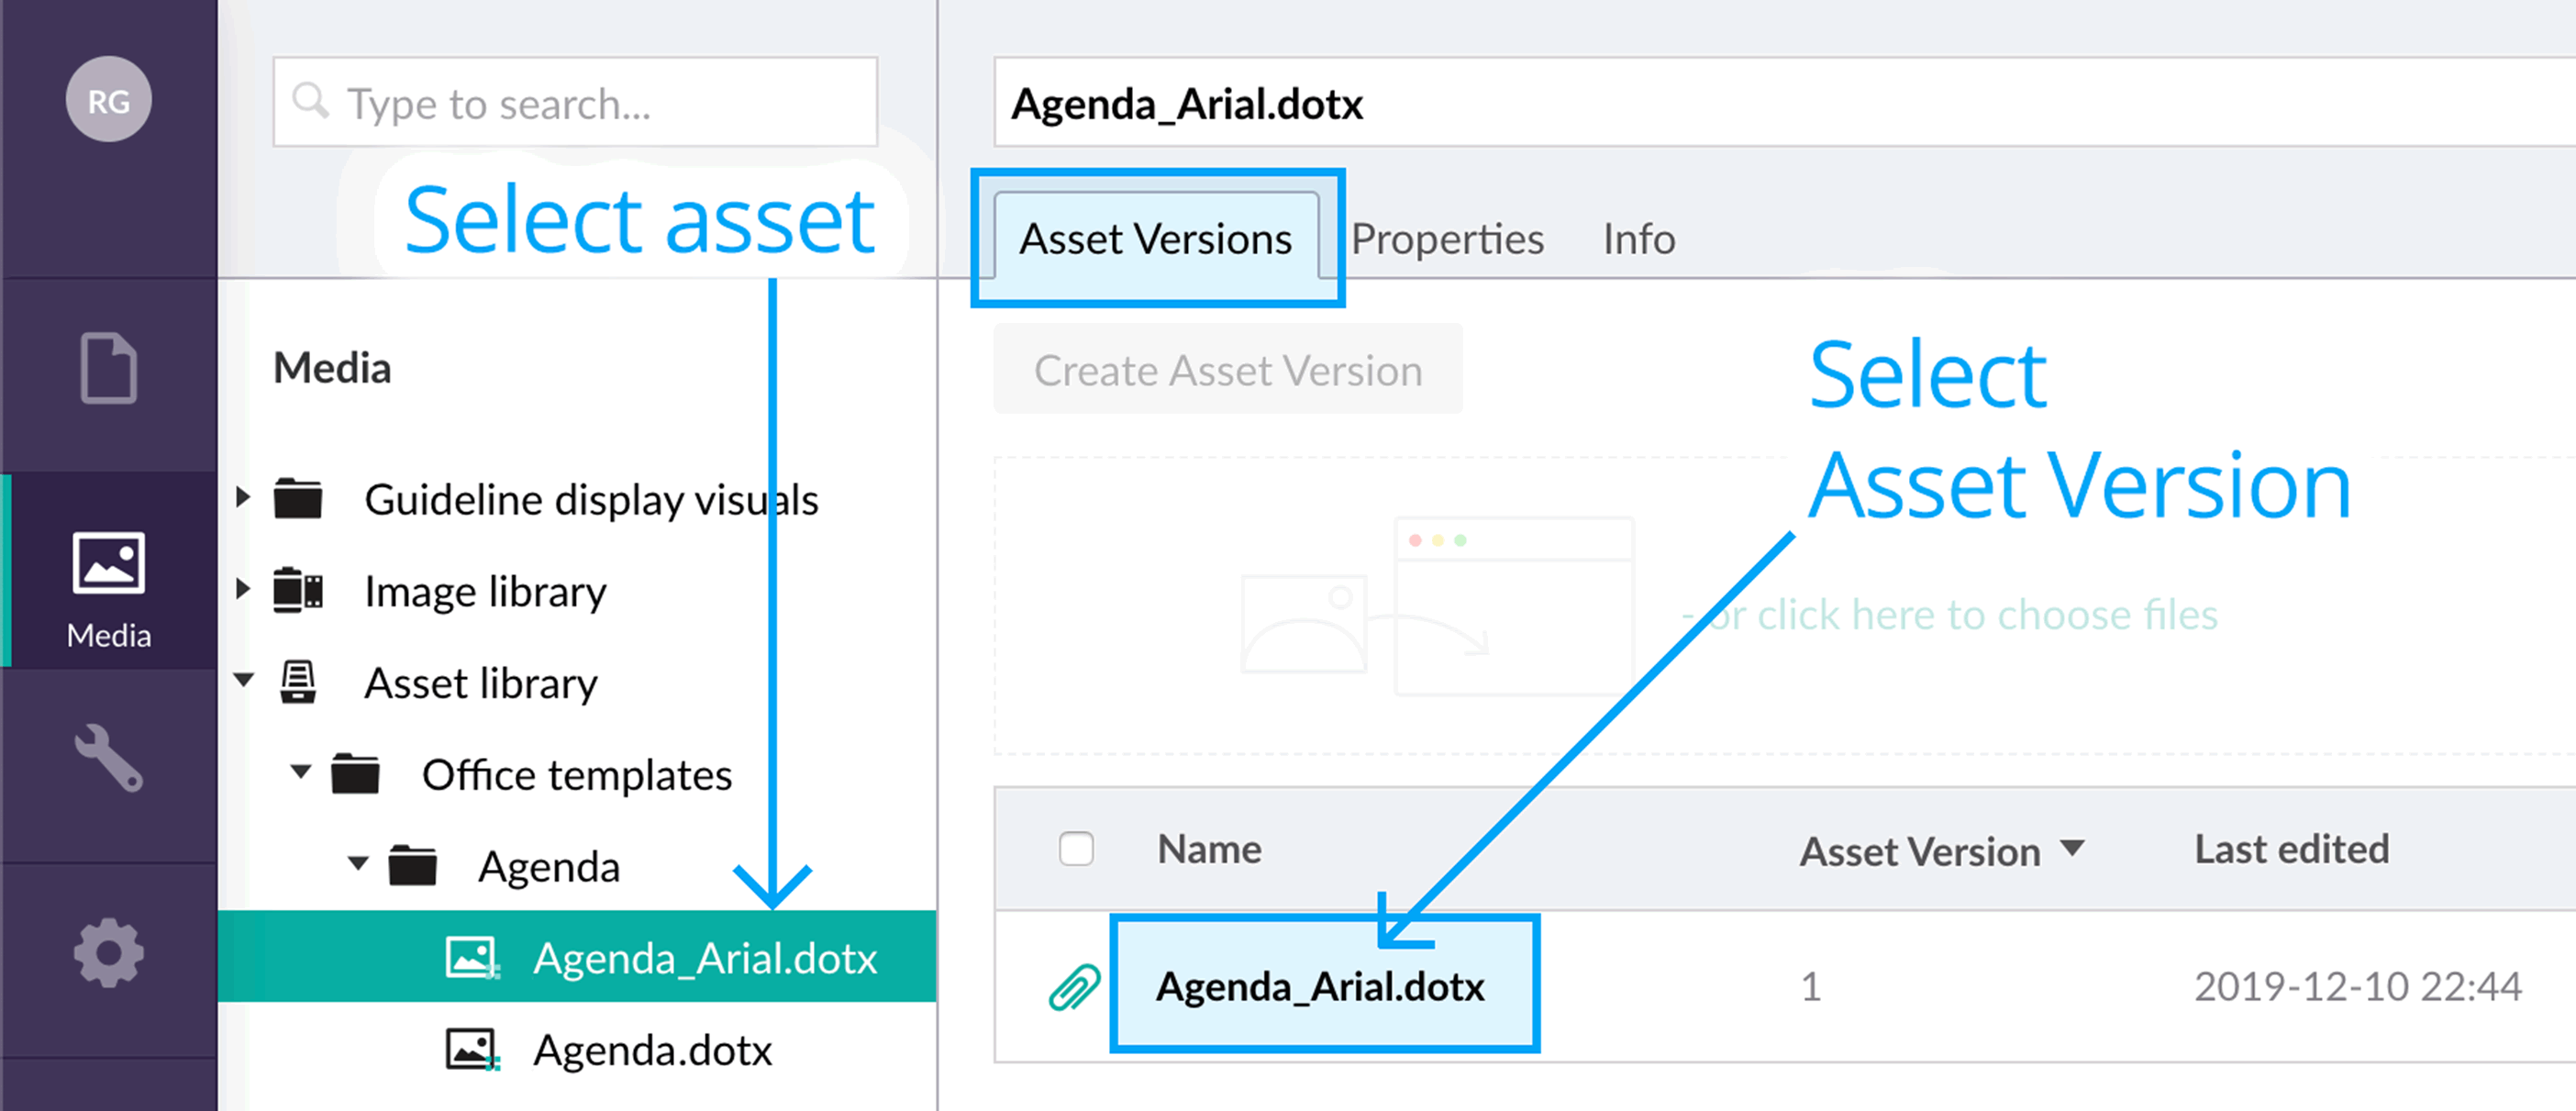 RG
Type to search...
Agenda_Arial.dotx
Select asset
Asset Versions
Properties
Info
Media
Create Asset Version
Select
Asset Version
Guideline display visuals
Image library
- or click here to choose files
Media
Asset library
Office templates
Agenda
Name
Asset Version
Last edited
Agenda_Arial.dotx
Agenda_Arial.dotx
1
2019-12-10 22:44
Agenda.dotx